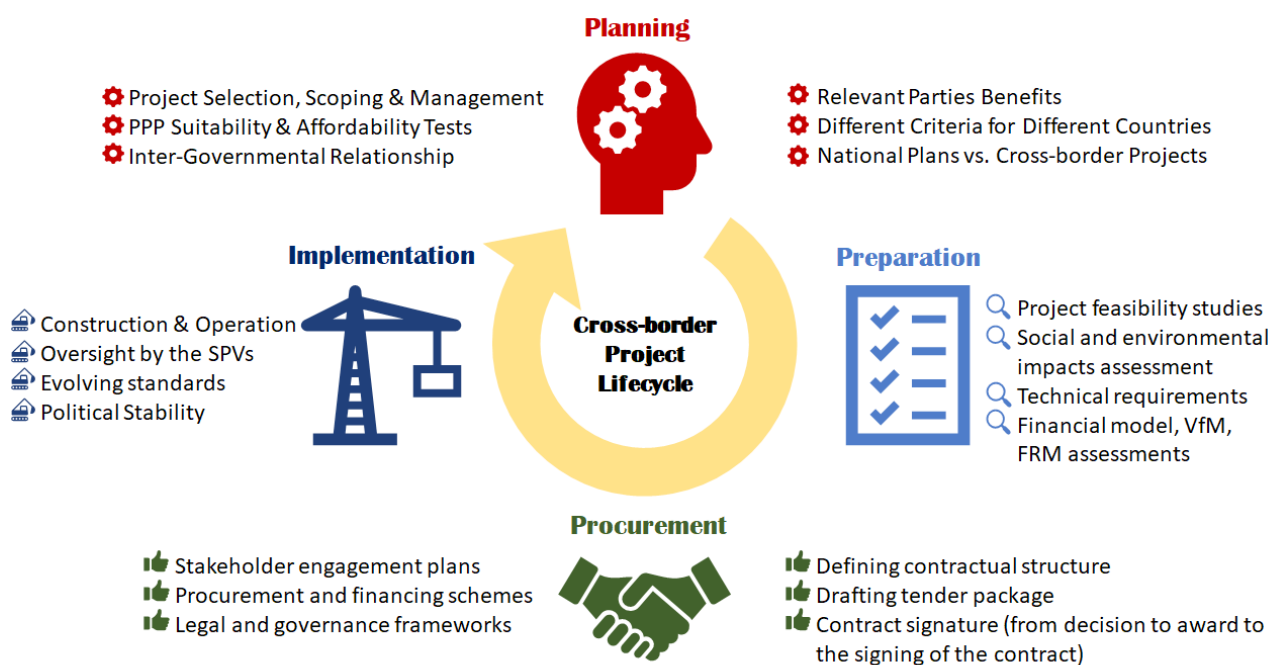 Planning
Project Selection, Scoping & Management
PPP Suitability & Affordability Tests
Inter-Governmental Relationship
Relevant Parties Benefits
Different Criteria for Different Countries
National Plans vs. Cross-border Projects
Implementation
Construction & Operation
Oversight by the SPVs
Evolving standards
Political Stability
Cross-border
Project
Lifecycle
Preparation
Project feasibility studies
Social and environmental
impacts assessment
Technical requirements
Financial model, VfM,
FRM assessments
Procurement
Stakeholder engagement plans
Procurement and financing schemes
Legal and governance frameworks
Defining contractual structure
Drafting tender package
Contract signature (from decision to award to
the signing of the contract)